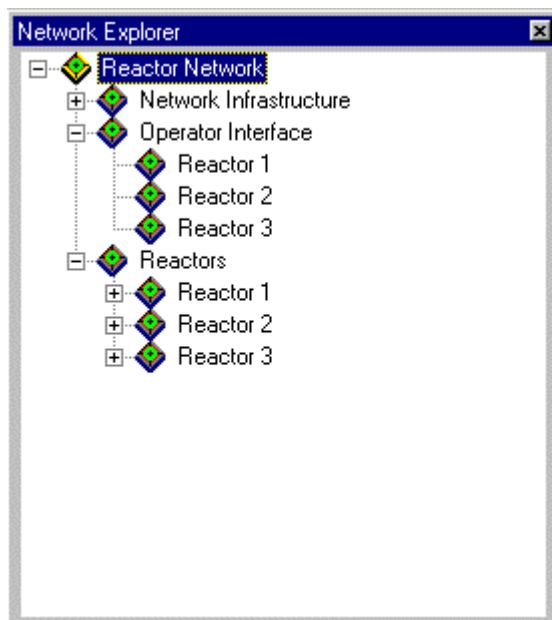 Network Explorer
Reactor Network
Network Infrastructure
Operator Interface
Reactor 1
Reactor 2
Reactor 3
Reactors
Reactor 1
Reactor 2
Reactor 3